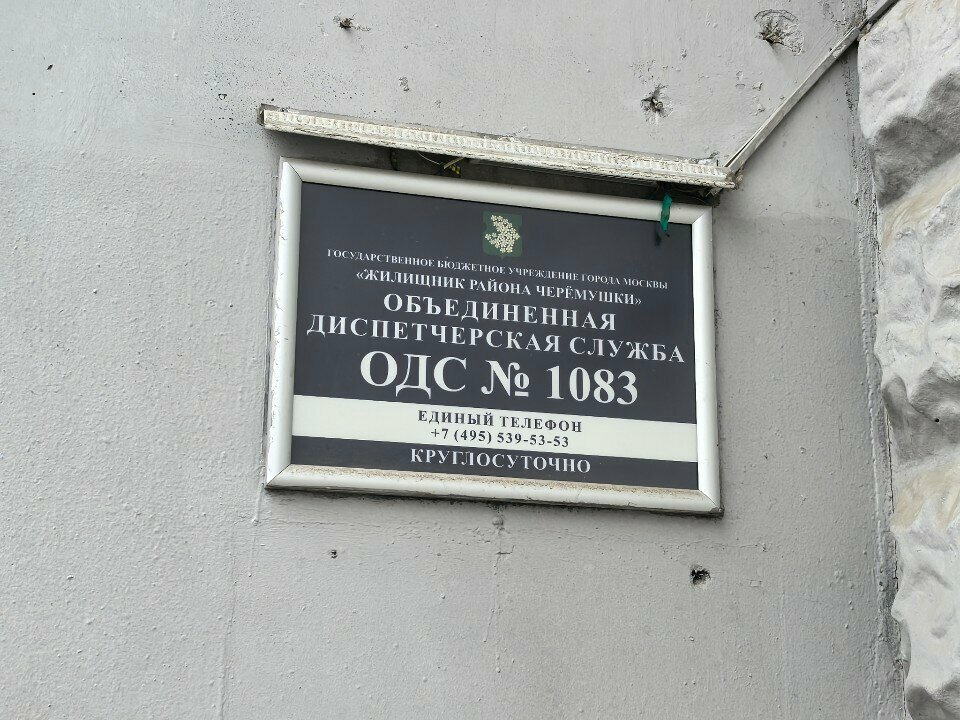 ГОСУДАРСТВЕННОЕ БЮДЖЕТНОЕ УЧРЕЖДЕНИЕ ГОРОДА МОСКВЫ
«ЖИЛИЩНИК РАЙОНА ЧЕРЁМУШКИ»
ОБЪЕДИНЕННАЯ
ДИСПЕТЧЕРСКАЯ СЛУЖБА
ОДС № 1083
ЕДИНЫЙ ТЕЛЕФОН
+7 (495) 539-53-53
КРУГЛОСУТОЧНО